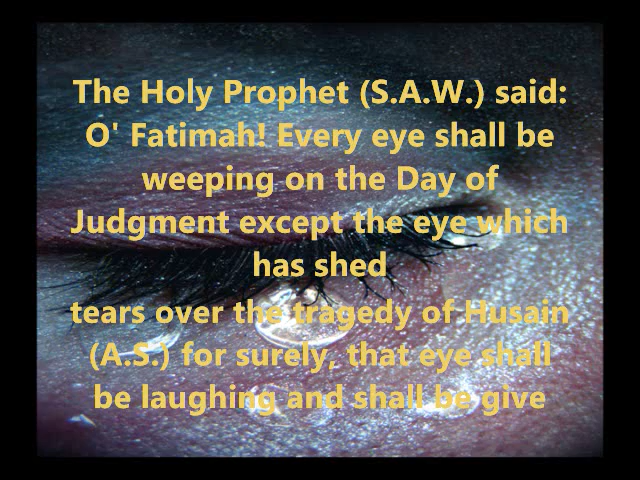 The Holy Prophet (S.A.W.) said:
O' Fatimah! Every eye shall be
weeping on the Day of
Judgment except the eye which
has shed
tears over the tragedy of Husain
(A.S.) for surely, that eye shall
be laughing and shall be give